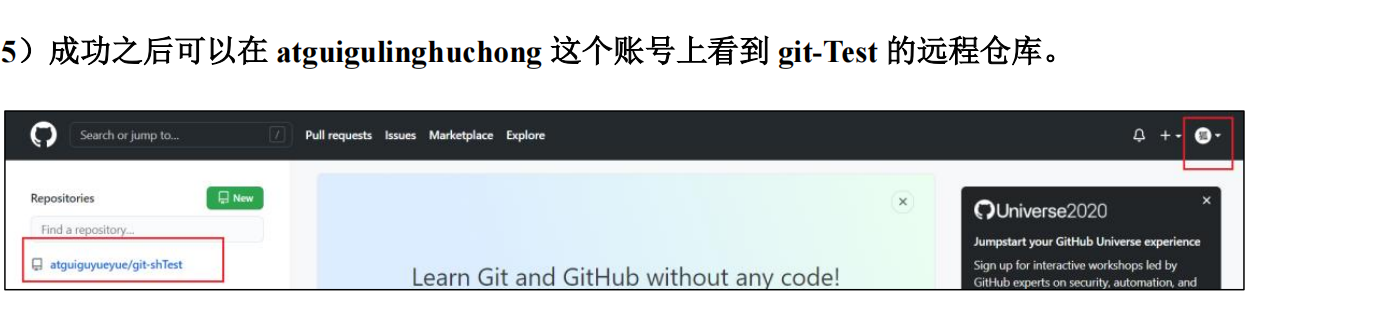 5）成功之后可以在 atguigulinghuchong 这个账号上看到 git-Test 的远程仓库。
Search or jump to... /
Pull requests Issues Marketplace Explore
Repositories
New
Find a repository...
atguiguyueyue/git-shTest
Learn Git and GitHub without any code!
Universe2020
Jumpstart your GitHub Universe experience
Sign up for interactive workshops led by
GitHub experts on security, automation, and